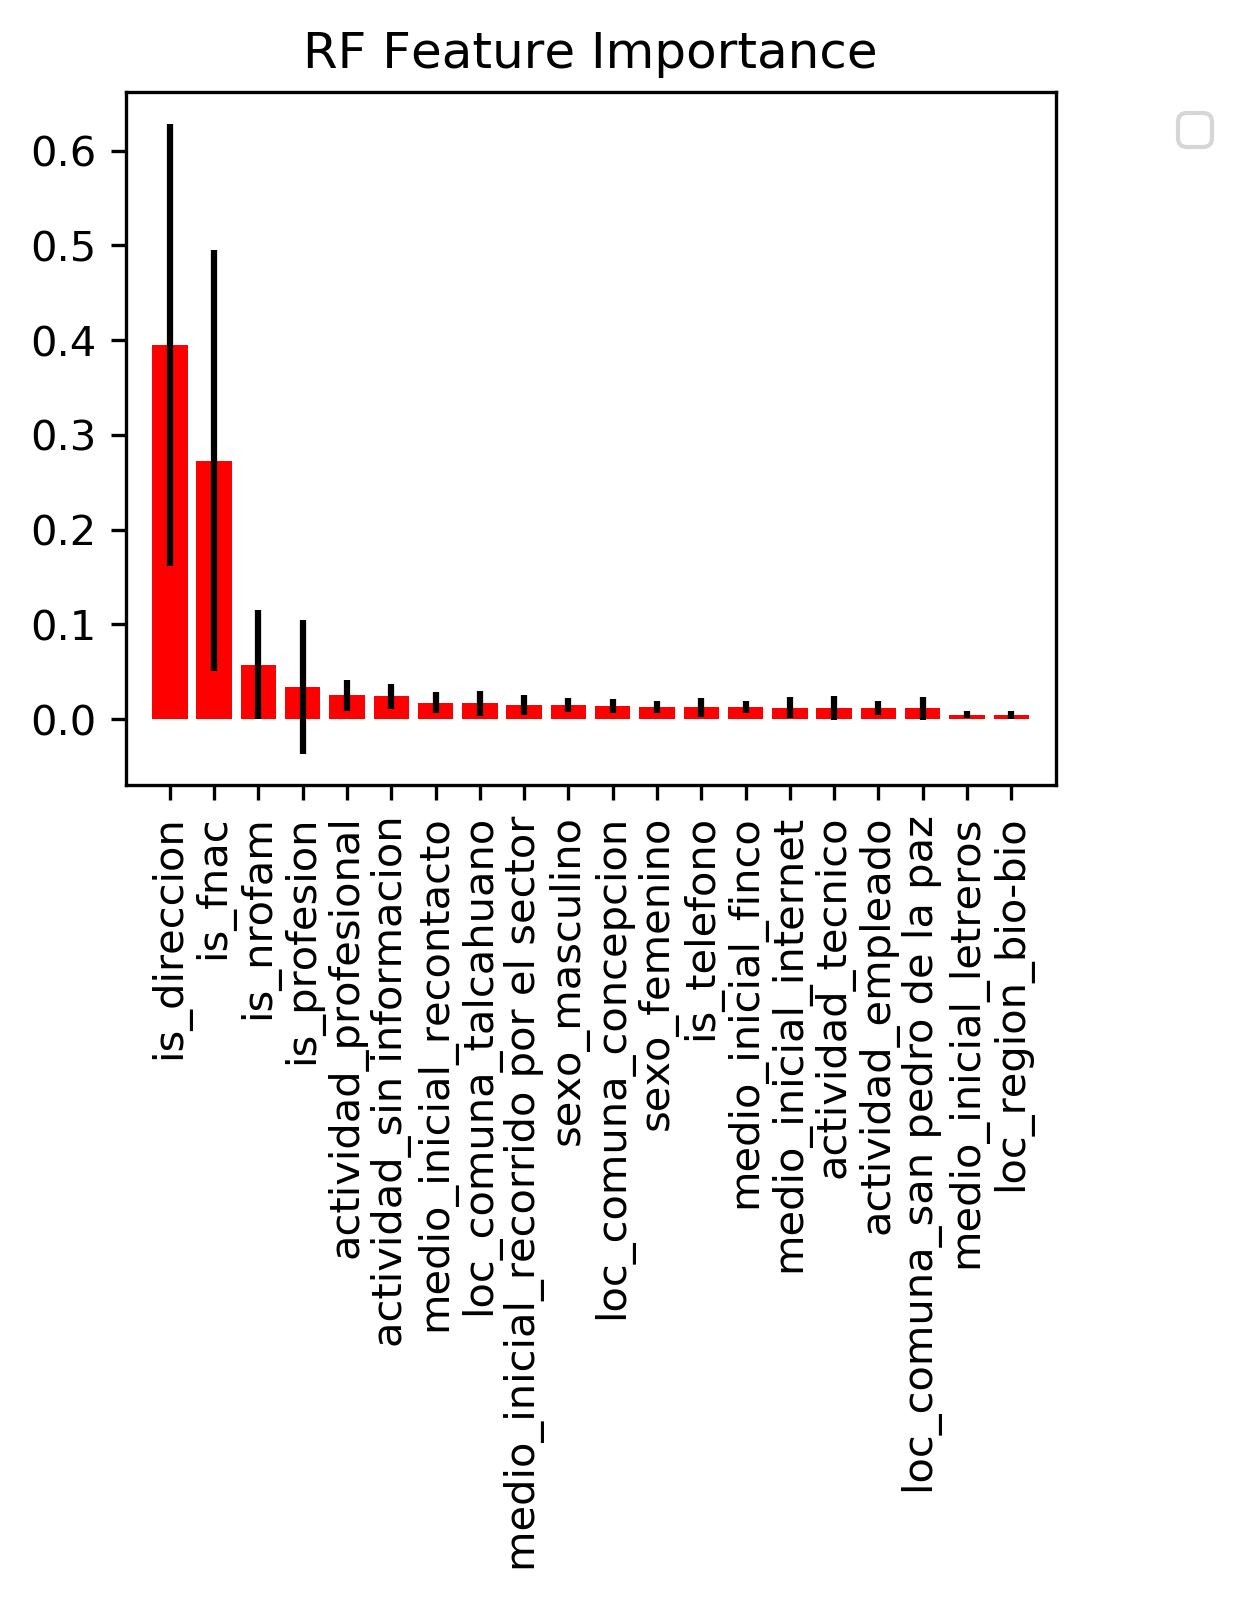 RF Feature Importance
0.6
0.5
0.4
0.3
0.2
0.1
0.0
is_direccion
is_fnac
is_nrofam
is_profesion
actividad_profesional
actividad_sin informacion
medio_inicial_recontacto
loc_comuna_talcahuano
medio_inicial_recorrido por el sector
sexo_masculino
loc_comuna_concepcion
sexo_femenino
is_telefono
medio_inicial_finco
medio_inicial_internet
actividad_tecnico
actividad_empleado
loc_comuna_san pedro de la paz
medio_inicial_letreros
loc_region_bio-bio